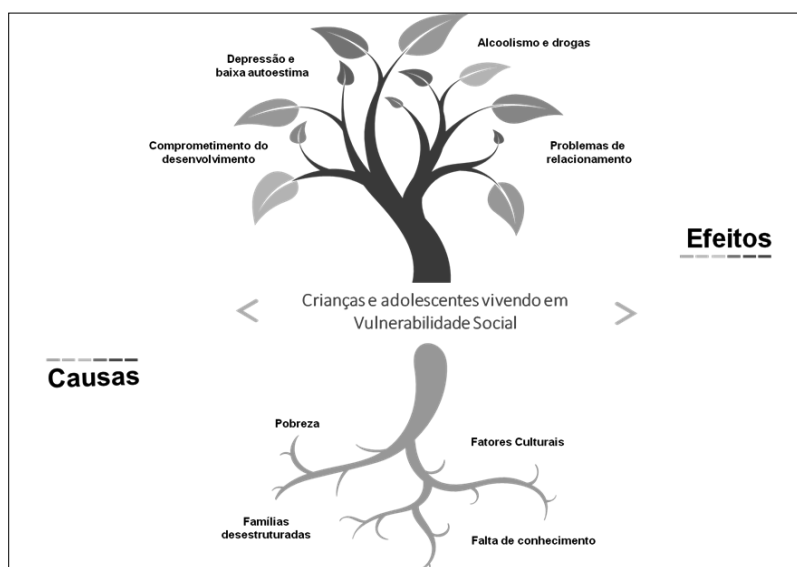 Alcoolismo e drogas
Depressão e
baixa autoestima
Comprometimento do
desenvolvimento
Problemas de
relacionamento
Efeitos
Crianças e adolescentes vivendo em
Vulnerabilidade Social
Causas
Pobreza
Fatores Culturais
Famílias
desestruturadas
Falta de conhecimento